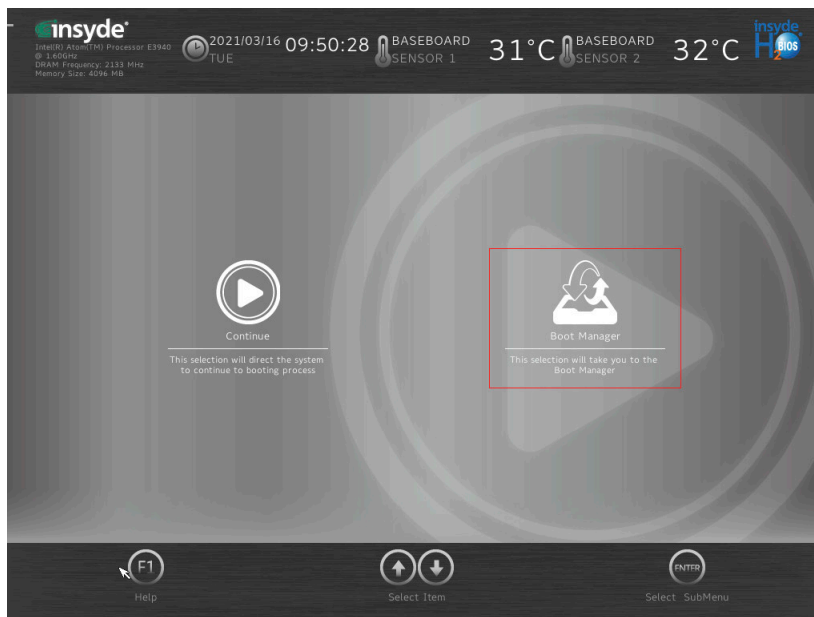 insyde®
Intel(R) Atom(TM) Processor E3940
@ 1.60GHz
DRAM Frequency: 2133 MHz
Memory Size: 4096 MB
2021/03/16
TUE
09:50:28
BASEBOARD
SENSOR 1
31°C
BASEBOARD
SENSOR 2
32°C
insyde
H2BIOS
Continue
This selection will direct the system
to continue to booting process
Boot Manager
This selection will take you to the
Boot Manager
F1
Help
Select Item
ENTER
Select SubMenu